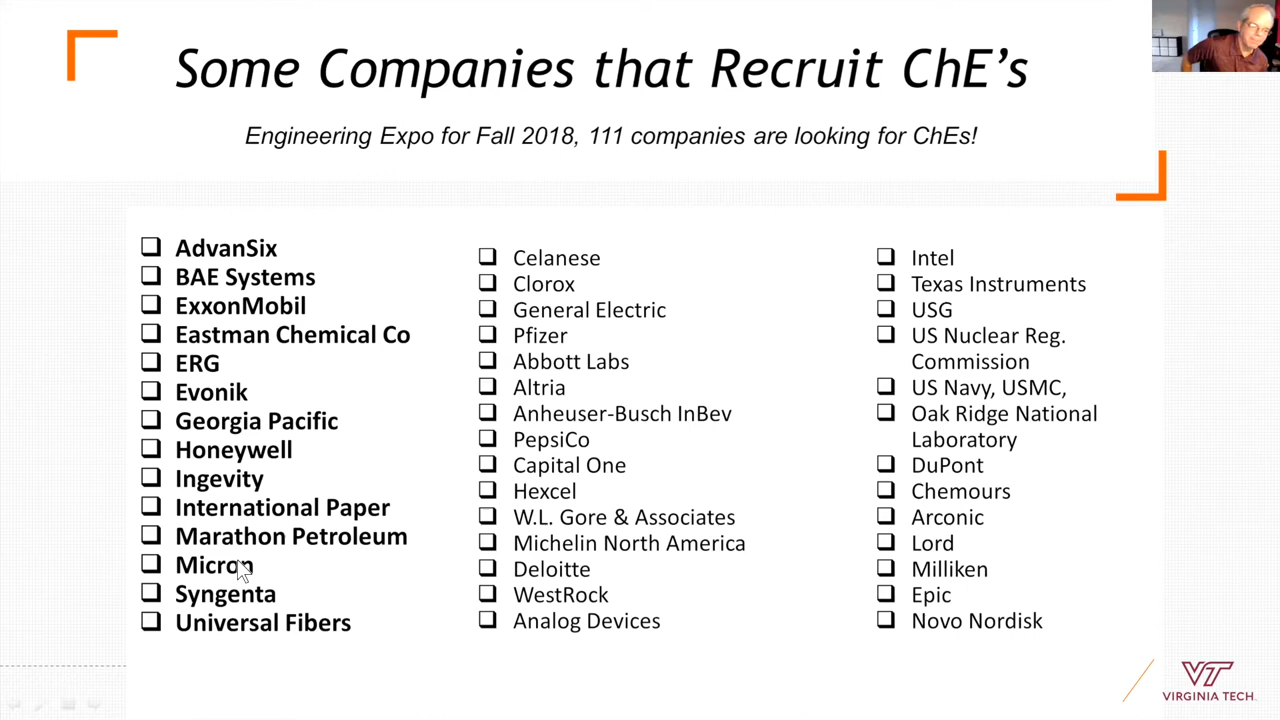 Some Companies that Recruit ChE's
Engineering Expo for Fall 2018, 111 companies are looking for ChEs!
AdvanSix
BAE Systems
ExxonMobil
Eastman Chemical Co
ERG
Evonik
Georgia Pacific
Honeywell
Ingevity
International Paper
Marathon Petroleum
Micron
Syngenta
Universal Fibers
Celanese
Clorox
General Electric
Pfizer
Abbott Labs
Altria
Anheuser-Busch InBev
PepsiCo
Capital One
Hexcel
W.L. Gore & Associates
Michelin North America
Deloitte
WestRock
Analog Devices
Intel
Texas Instruments
USG
US Nuclear Reg.
Commission
US Navy, USMC,
Oak Ridge National
Laboratory
DuPont
Chemours
Arconic
Lord
Milliken
Epic
Novo Nordisk
VT
VIRGINIA TECH.